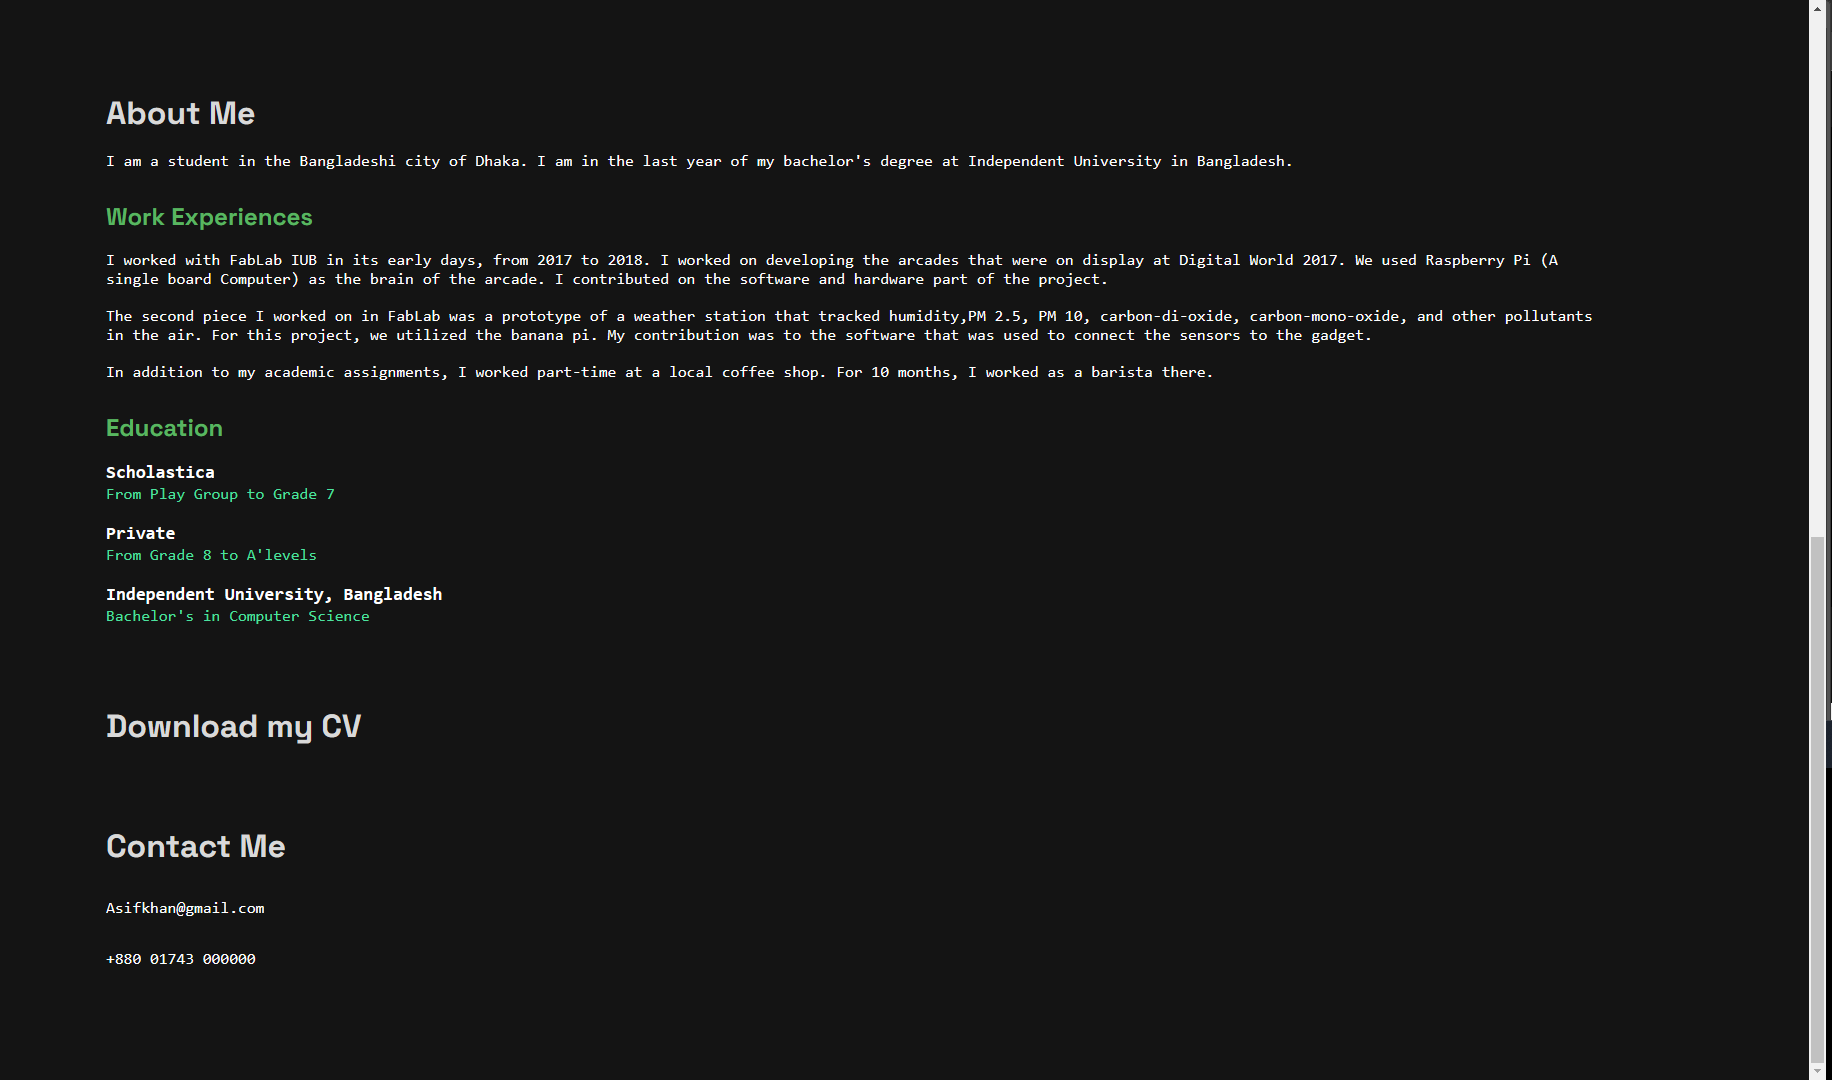 About Me
I am a student in the Bangladeshi city of Dhaka. I am in the last year of my bachelor's degree at Independent University in Bangladesh.
Work Experiences
I worked with FabLab IUB in its early days, from 2017 to 2018. I worked on developing the arcades that were on display at Digital World 2017. We used Raspberry Pi (A
single board Computer) as the brain of the arcade. I contributed on the software and hardware part of the project.
The second piece I worked on in FabLab was a prototype of a weather station that tracked humidity,PM 2.5, PM 10, carbon-di-oxide, carbon-mono-oxide, and other pollutants
in the air. For this project, we utilized the banana pi. My contribution was to the software that was used to connect the sensors to the gadget.
In addition to my academic assignments, I worked part-time at a local coffee shop. For 10 months, I worked as a barista there.
Education
Scholastica
From Play Group to Grade 7
Private
From Grade 8 to A'levels
Independent University, Bangladesh
Bachelor's in Computer Science
Download my CV
Contact Me
Asifkhan@gmail.com
+880 01743 000000